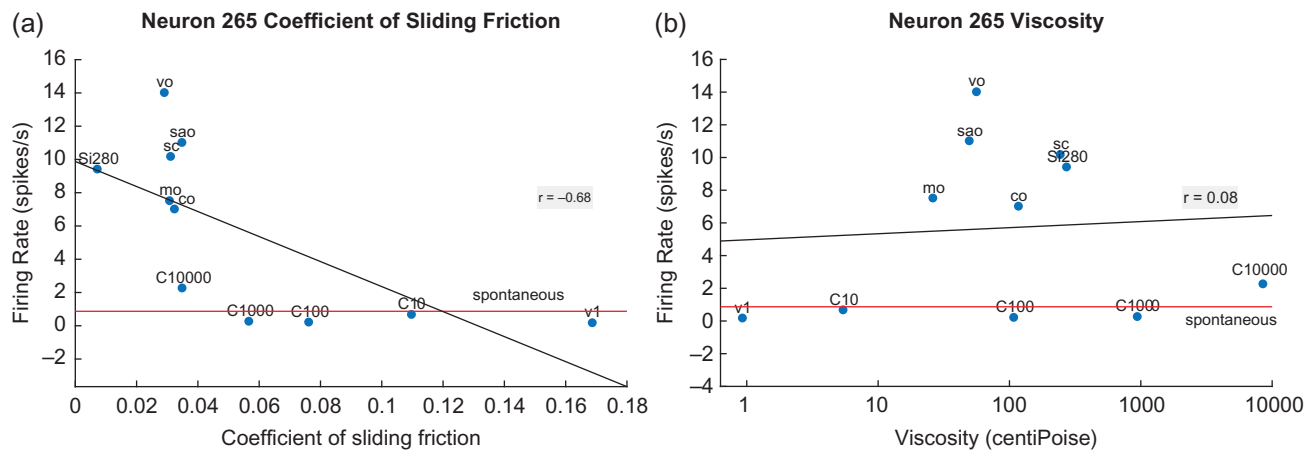 (a)
Neuron 265 Coefficient of Sliding Friction
16
14
12
10
8
6
4
2
0
–2
Firing Rate (spikes/s)
vo
sao
sc
Si280
mo
co
C10000
C1000
C100
C10
v1
r = –0.68
spontaneous
0
0.02
0.04
0.06
0.08
0.1
0.12
0.14
0.16
0.18
Coefficient of sliding friction
(b)
Neuron 265 Viscosity
16
14
12
10
8
6
4
2
0
–2
–4
Firing Rate (spikes/s)
vo
sao
sc
Si280
mo
co
r = 0.08
C10000
v1
C10
C100
C1000
spontaneous
1
10
100
1000
10000
Viscosity (centiPoise)